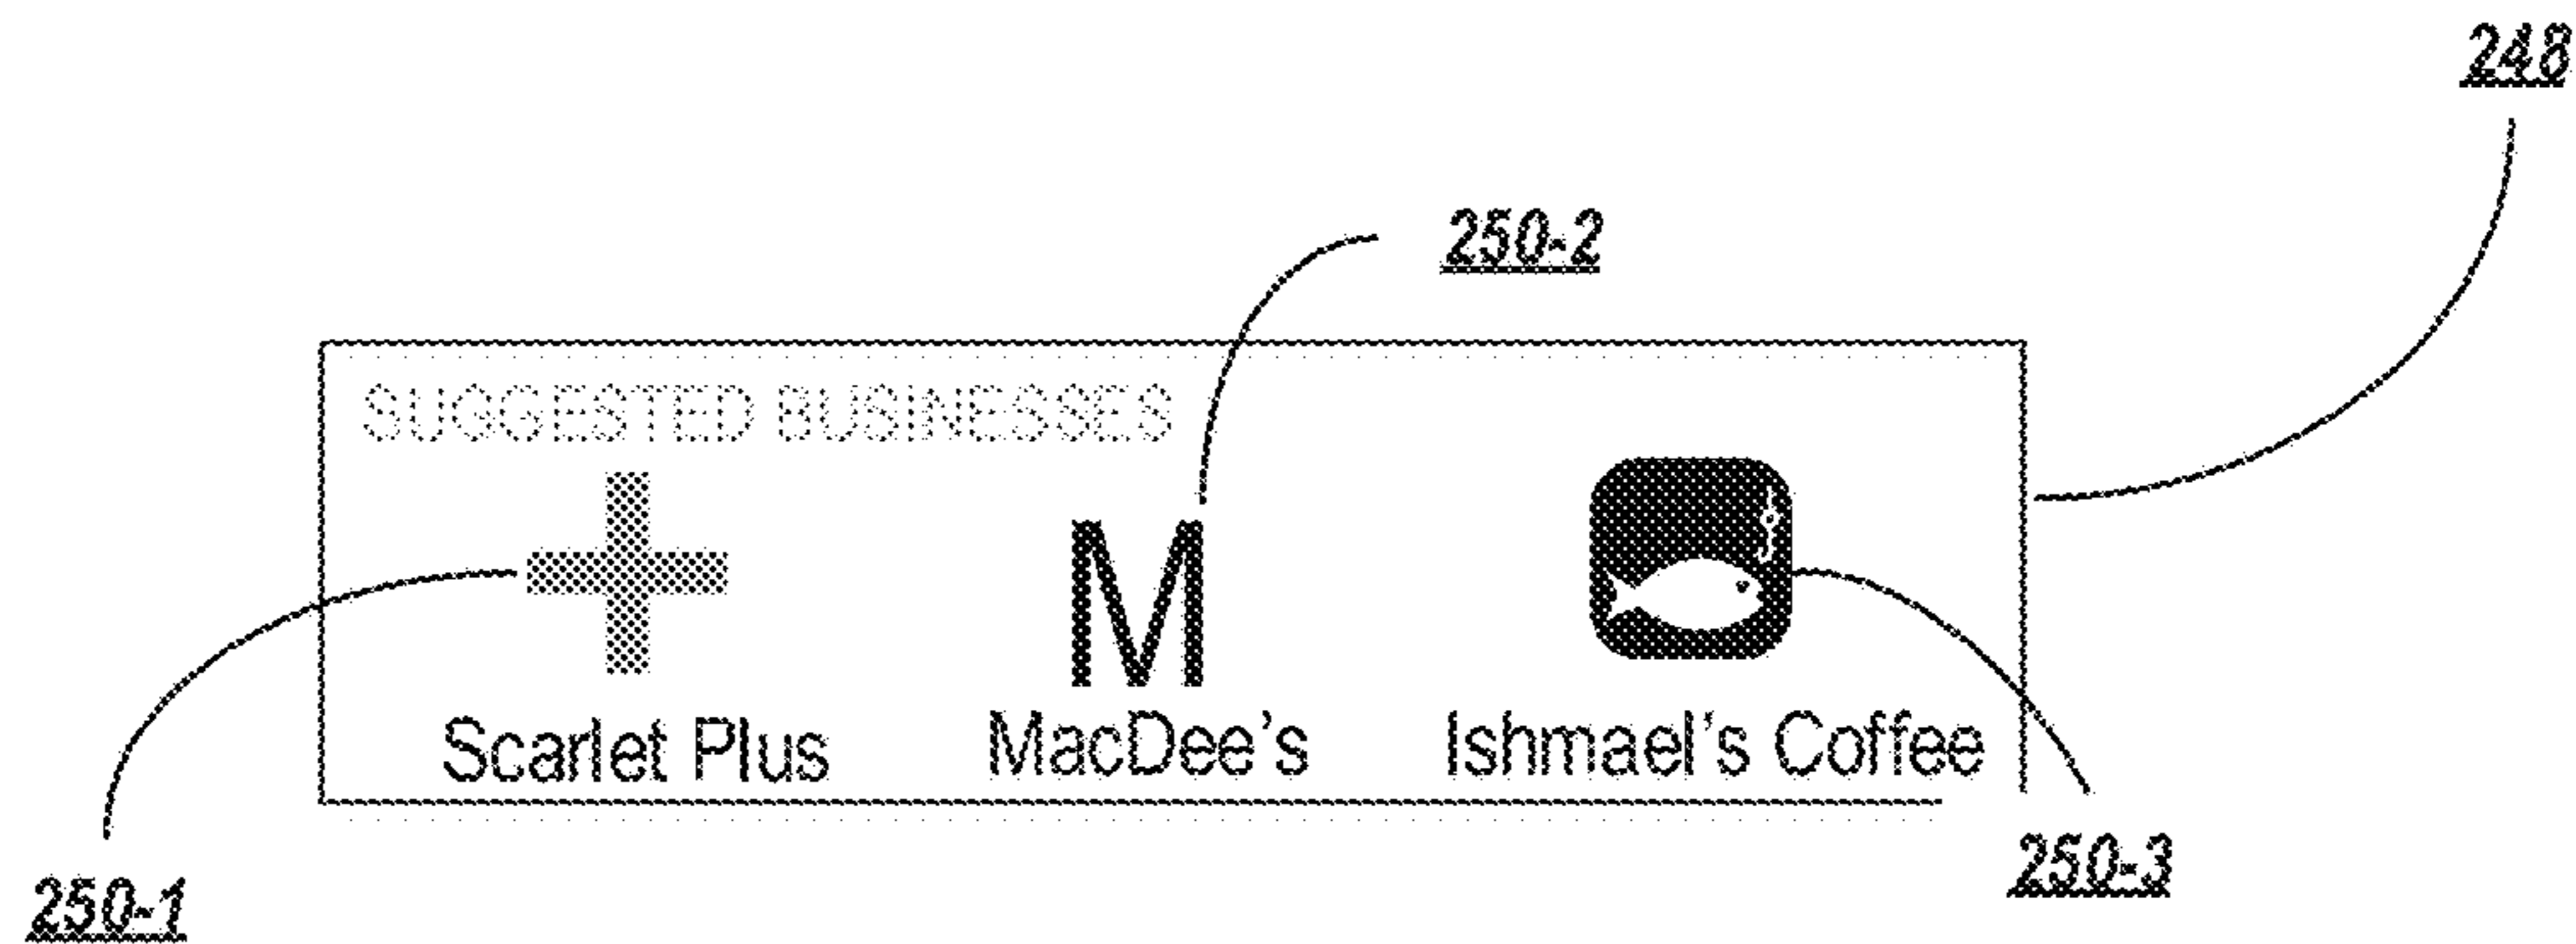 248
250-2
SUGGESTED BUSINESSES
M
Scarlet Plus MacDee's Ishmael's Coffee
250-3
250-1